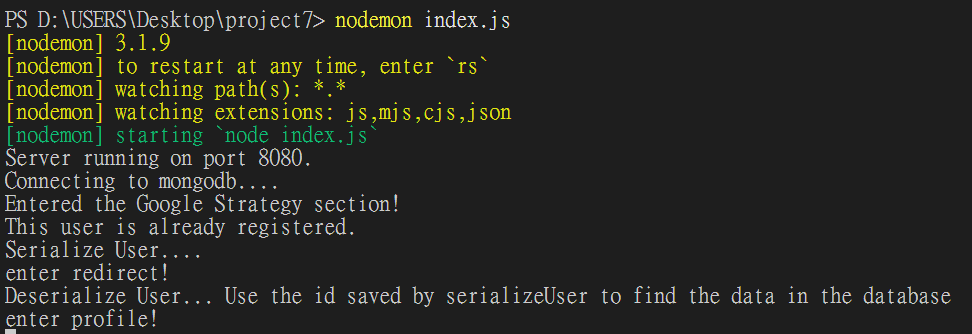 PS D:\USERS\Desktop\project7> nodemon index.js
[nodemon] 3.1.9
[nodemon] to restart at any time, enter `rs`
[nodemon] watching path(s): *.*
[nodemon] watching extensions: js,mjs,cjs,json
[nodemon] starting `node index.js`
Server running on port 8080.
Connecting to mongodb....
Entered the Google Strategy section!
This user is already registered.
Serialize User....
enter redirect!
Deserialize User... Use the id saved by serializeUser to find the data in the database
enter profile!